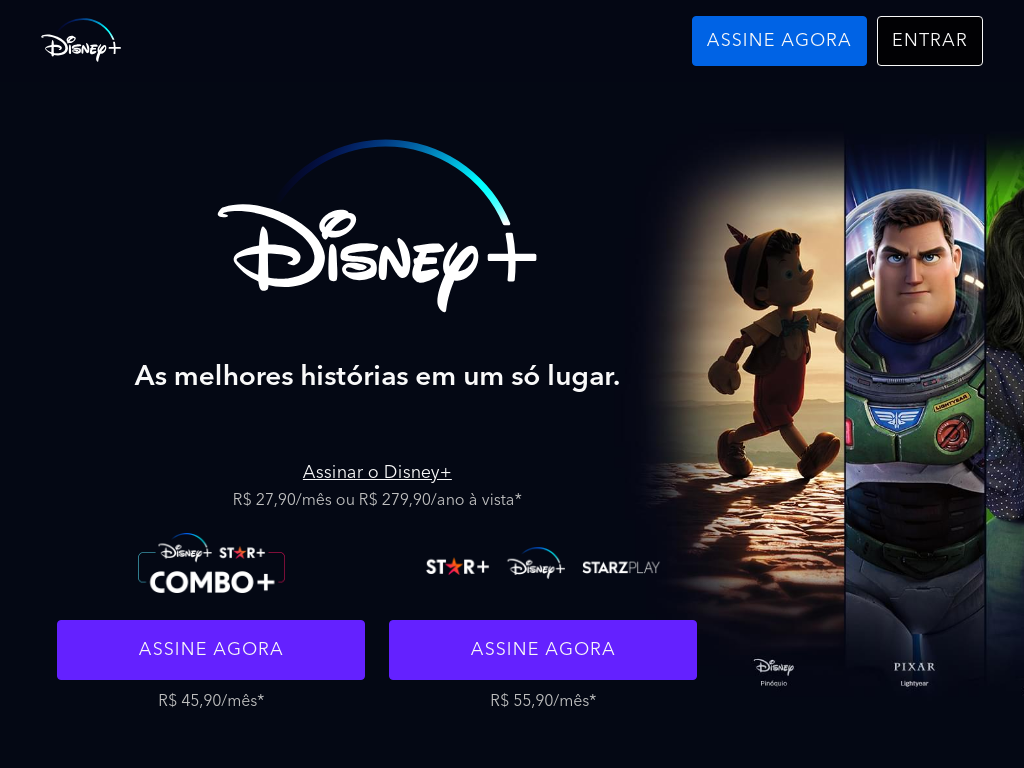 Disney+
ASSINE AGORA
ENTRAR
Disney+
As melhores histórias em um só lugar.
Assinar o Disney+
R$ 27,90/mês ou R$ 279,90/ano à vista*
Disney+ STAR+
COMBO+
STAR+ Disney+ STARZPLAY
ASSINE AGORA
ASSINE AGORA
R$ 45,90/mês*
R$ 55,90/mês*
LIGHTYEAR
Disney
Pinóquio
PIXAR
Lightyear